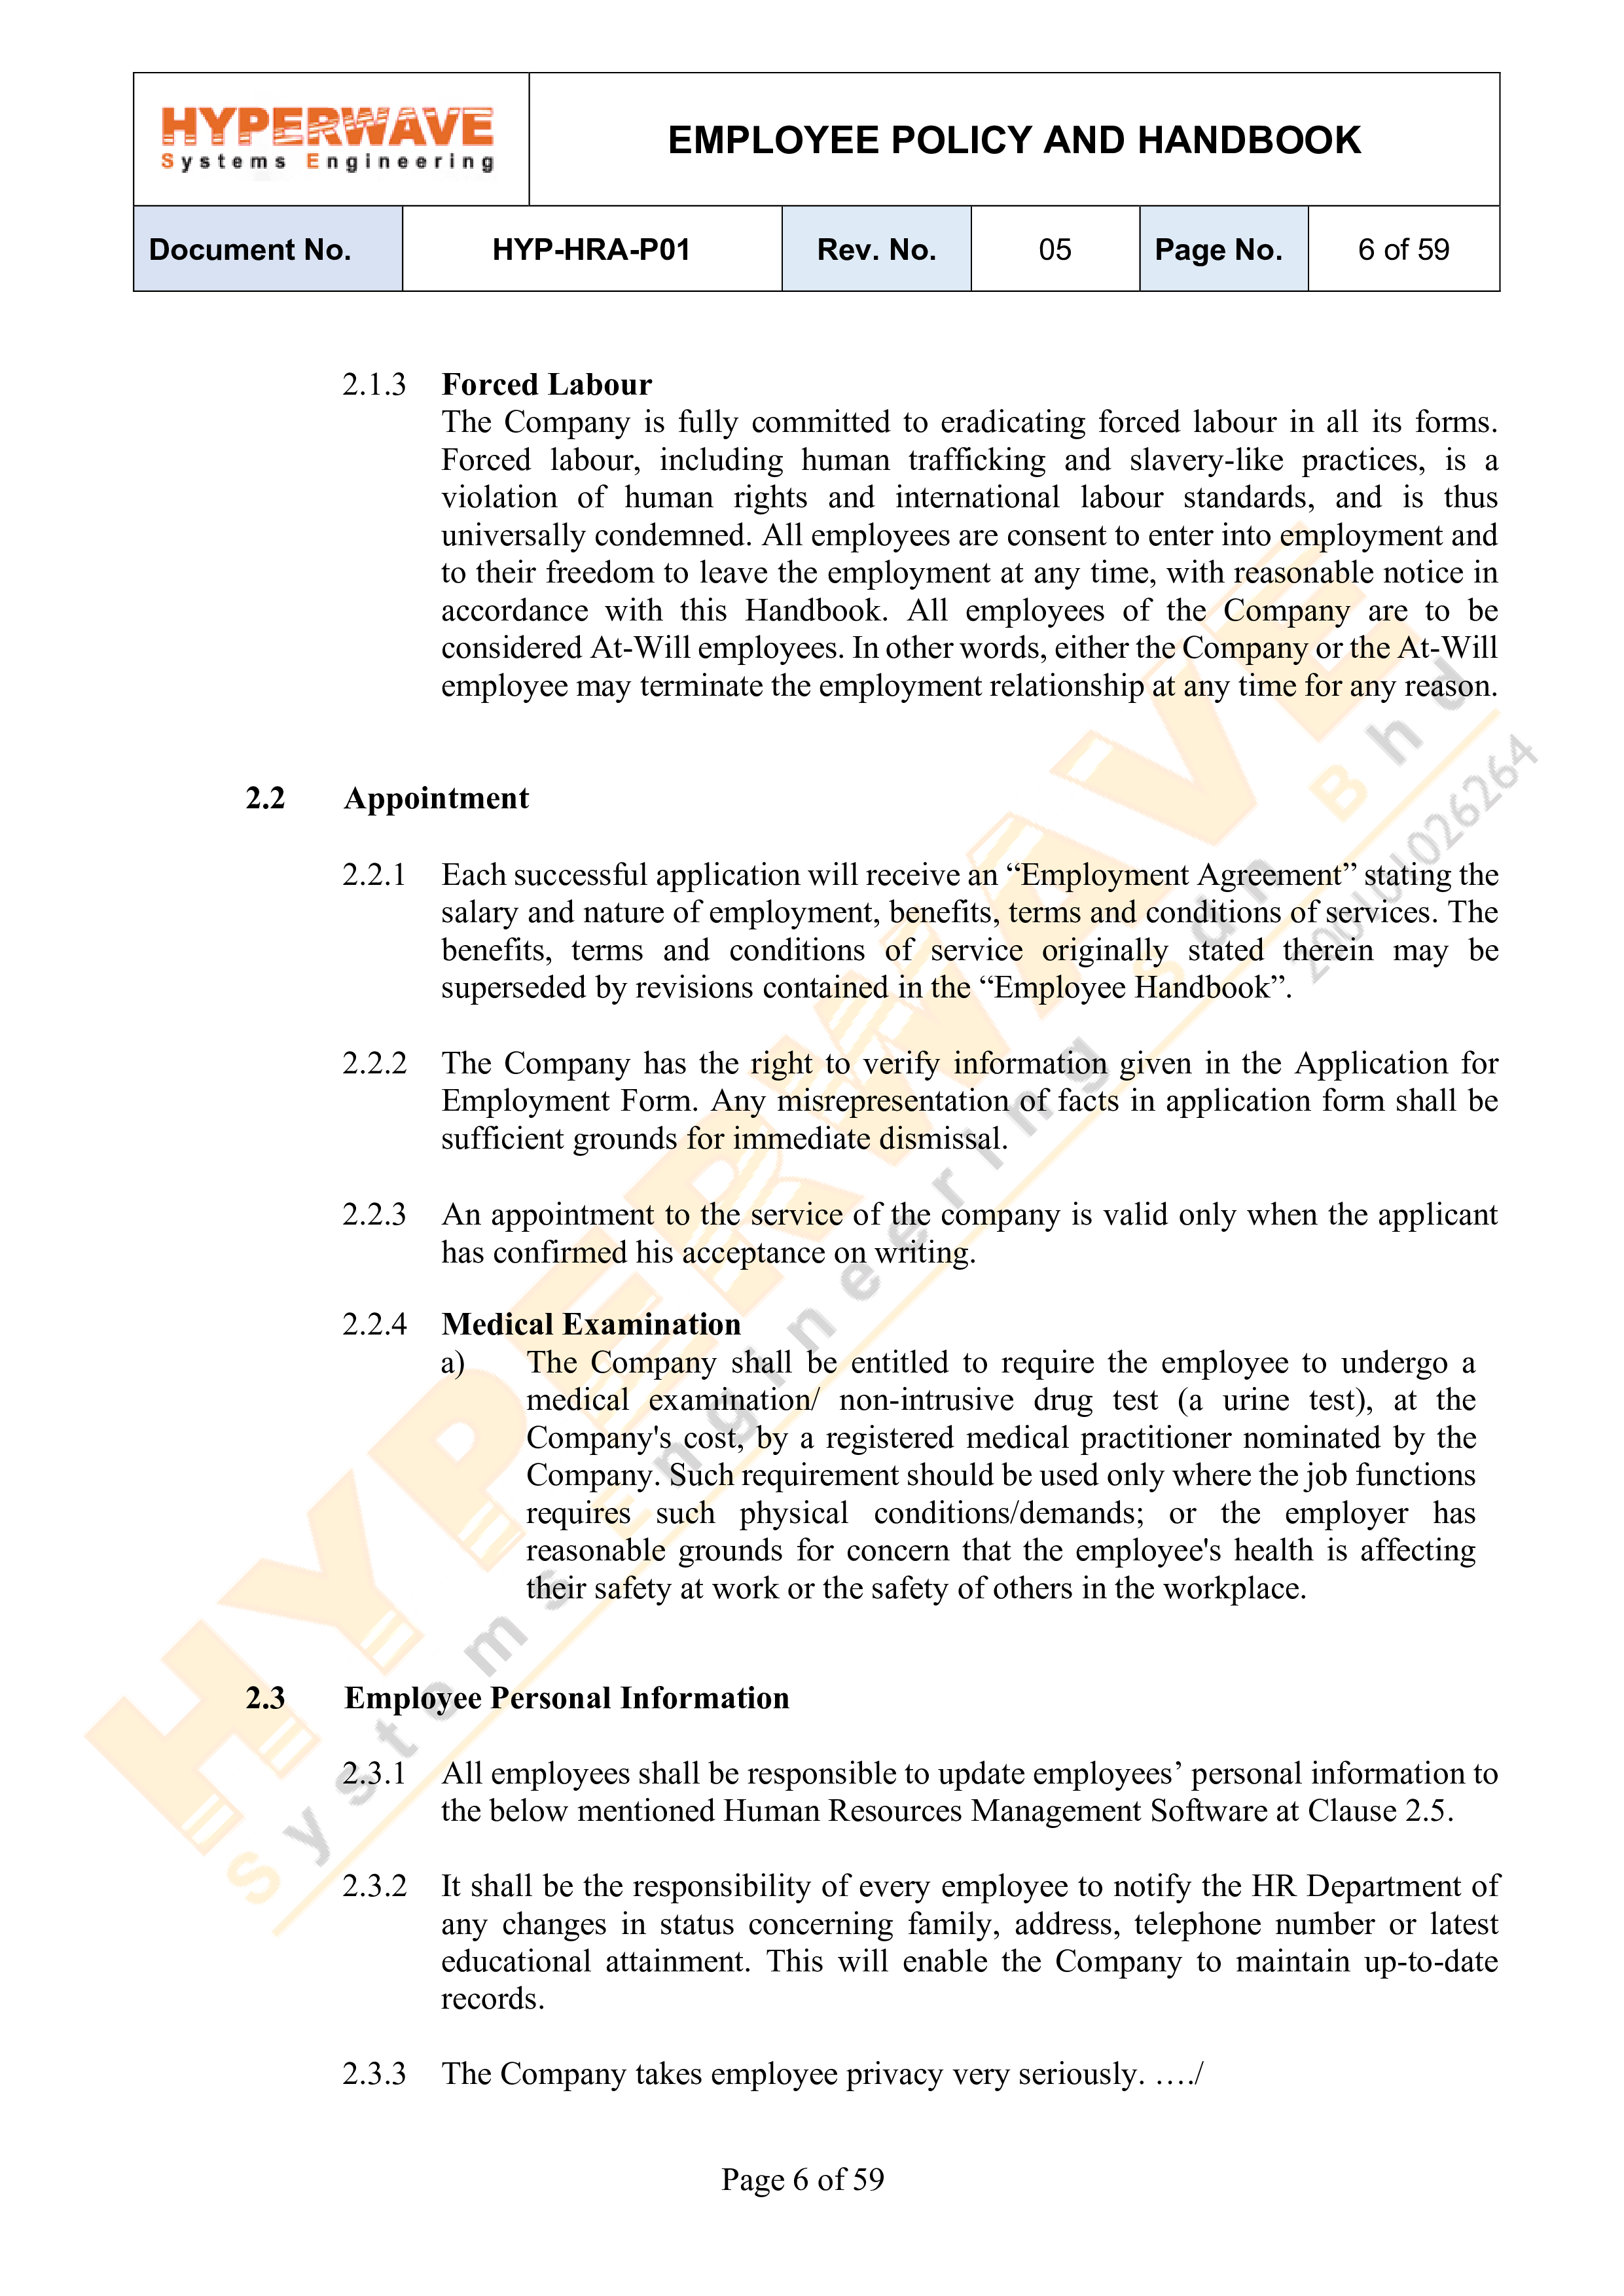 HYPERWAVE
Systems Engineering
EMPLOYEE POLICY AND HANDBOOK
Document No. HYP-HRA-P01 Rev. No. 05 Page No. 6 of 59
2.1.3 Forced Labour
The Company is fully committed to eradicating forced labour in all its forms.
Forced labour, including human trafficking and slavery-like practices, is a
violation of human rights and international labour standards, and is thus
universally condemned. All employees are consent to enter into employment and
to their freedom to leave the employment at any time, with reasonable notice in
accordance with this Handbook. All employees of the Company are to be
considered At-Will employees. In other words, either the Company or the At-Will
employee may terminate the employment relationship at any time for any reason.
2.2 Appointment
2.2.1 Each successful application will receive an “Employment Agreement” stating the
salary and nature of employment, benefits, terms and conditions of services. The
benefits, terms and conditions of service originally stated therein may be
superseded by revisions contained in the “Employee Handbook”.
2.2.2 The Company has the right to verify information given in the Application for
Employment Form. Any misrepresentation of facts in application form shall be
sufficient grounds for immediate dismissal.
2.2.3 An appointment to the service of the company is valid only when the applicant
has confirmed his acceptance on writing.
2.2.4 Medical Examination
a) The Company shall be entitled to require the employee to undergo a
medical examination/ non-intrusive drug test (a urine test), at the
Company's cost, by a registered medical practitioner nominated by the
Company. Such requirement should be used only where the job functions
requires such physical conditions/demands; or the employer has
reasonable grounds for concern that the employee's health is affecting
their safety at work or the safety of others in the workplace.
2.3 Employee Personal Information
2.3.1 All employees shall be responsible to update employees’ personal information to
the below mentioned Human Resources Management Software at Clause 2.5.
2.3.2 It shall be the responsibility of every employee to notify the HR Department of
any changes in status concerning family, address, telephone number or latest
educational attainment. This will enable the Company to maintain up-to-date
records.
2.3.3 The Company takes employee privacy very seriously. …./
Page 6 of 59
HYPERWAVE
Systems Engineering Sdn Bhd
200101026264